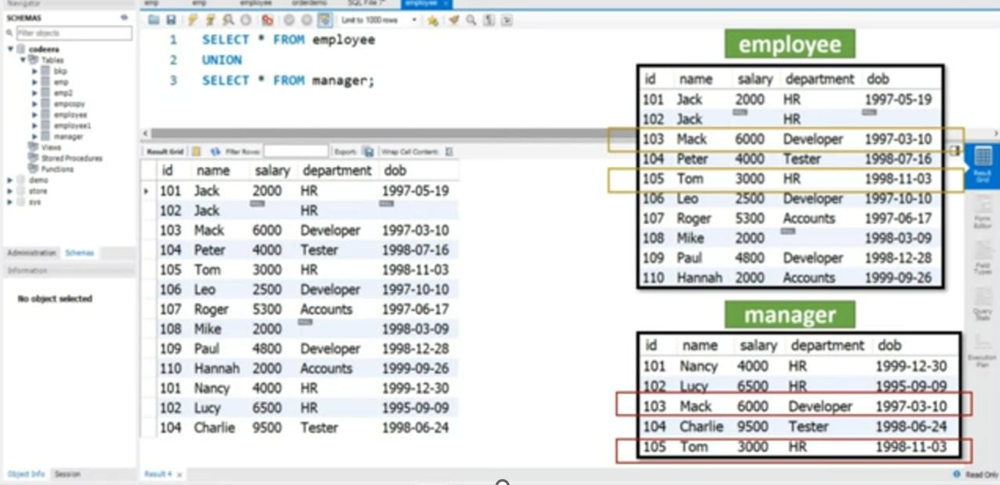 Navigator
SCHEMAS
Filter objects
codeera
Tables
bkp
emp
emp2
empcopy
employee
employee1
manager
Views
Stored Procedures
Functions
demo
store
sys
Administration Schemas
Information
No object selected
Object Info Session
emp emp employee orderdemo SQL File 7* employee x
Limit to 1000 rows
1 SELECT * FROM employee
2 UNION
3 SELECT * FROM manager;
Result Grid Filter Rows: Export: Wrap Cell Content:
id name salary department dob
101 Jack 2000 HR 1997-05-19
102 Jack NULL HR NULL
103 Mack 6000 Developer 1997-03-10
104 Peter 4000 Tester 1998-07-16
105 Tom 3000 HR 1998-11-03
106 Leo 2500 Developer 1997-10-10
107 Roger 5300 Accounts 1997-06-17
108 Mike 2000 NULL 1998-03-09
109 Paul 4800 Developer 1998-12-28
110 Hannah 2000 Accounts 1999-09-26
101 Nancy 4000 HR 1999-12-30
102 Lucy 6500 HR 1995-09-09
104 Charlie 9500 Tester 1998-06-24
Result 4 x
employee
id name salary department dob
101 Jack 2000 HR 1997-05-19
102 Jack NULL HR NULL
103 Mack 6000 Developer 1997-03-10
104 Peter 4000 Tester 1998-07-16
105 Tom 3000 HR 1998-11-03
106 Leo 2500 Developer 1997-10-10
107 Roger 5300 Accounts 1997-06-17
108 Mike 2000 NULL 1998-03-09
109 Paul 4800 Developer 1998-12-28
110 Hannah 2000 Accounts 1999-09-26
manager
id name salary department dob
101 Nancy 4000 HR 1999-12-30
102 Lucy 6500 HR 1995-09-09
103 Mack 6000 Developer 1997-03-10
104 Charlie 9500 Tester 1998-06-24
105 Tom 3000 HR 1998-11-03
Result
Grid
Form
Editor
Field
Types
Query
Stats
Execution
Plan
Read Only